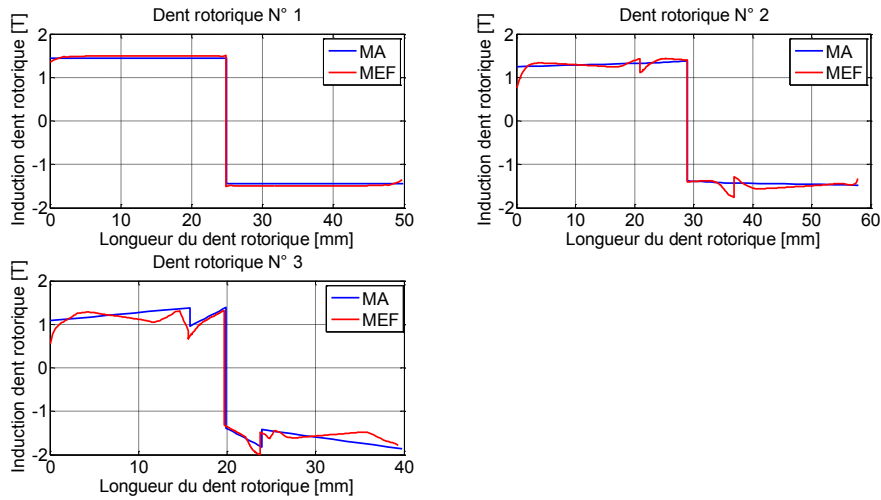 Dent rotorique N° 1
Induction dent rotorique [T]
2
1
0
-1
-2
0 10 20 30 40 50
Longueur du dent rotorique [mm]
MA
MEF
Dent rotorique N° 2
Induction dent rotorique [T]
2
1
0
-1
-2
0 10 20 30 40 50 60
Longueur du dent rotorique [mm]
MA
MEF
Dent rotorique N° 3
Induction dent rotorique [T]
2
1
0
-1
-2
0 10 20 30 40
Longueur du dent rotorique [mm]
MA
MEF